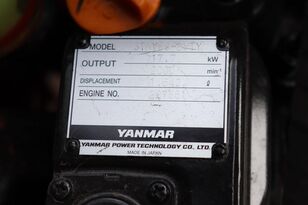 MODEL
OUTPUT kW
min⁻¹
DISPLACEMENT ℓ
ENGINE NO.
YANMAR
YANMAR POWER TECHNOLOGY CO., LTD.
MADE IN JAPAN